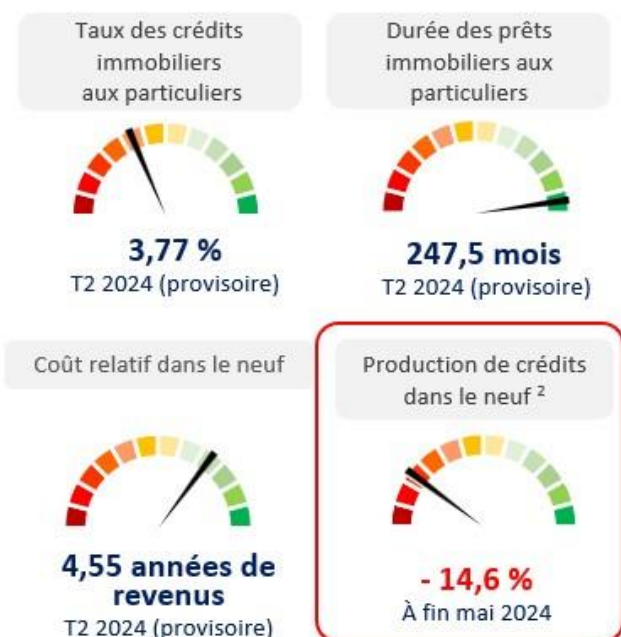 Taux des crédits
immobiliers
aux particuliers
3,77 %
T2 2024 (provisoire)
Durée des prêts
immobiliers aux
particuliers
247,5 mois
T2 2024 (provisoire)
Coût relatif dans le neuf
4,55 années de
revenus
T2 2024 (provisoire)
Production de crédits
dans le neuf ²
- 14,6 %
À fin mai 2024